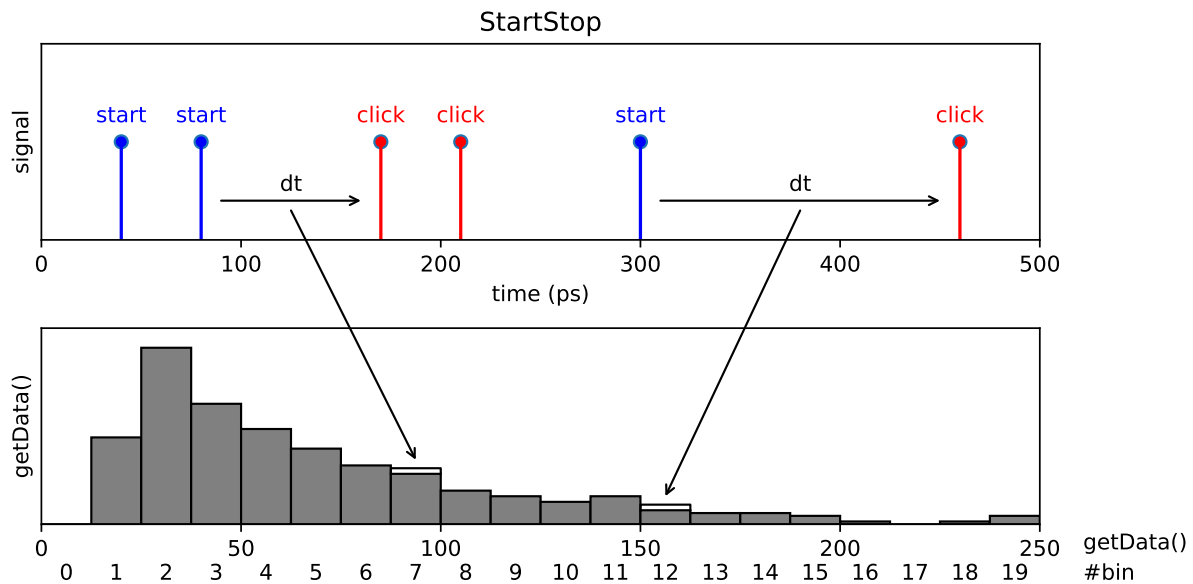 StartStop
signal
start start click click start click
dt dt
0 100 200 300 400 500
time (ps)
getData()
0 50 100 150 200 250 getData()
0 1 2 3 4 5 6 7 8 9 10 11 12 13 14 15 16 17 18 19 #bin